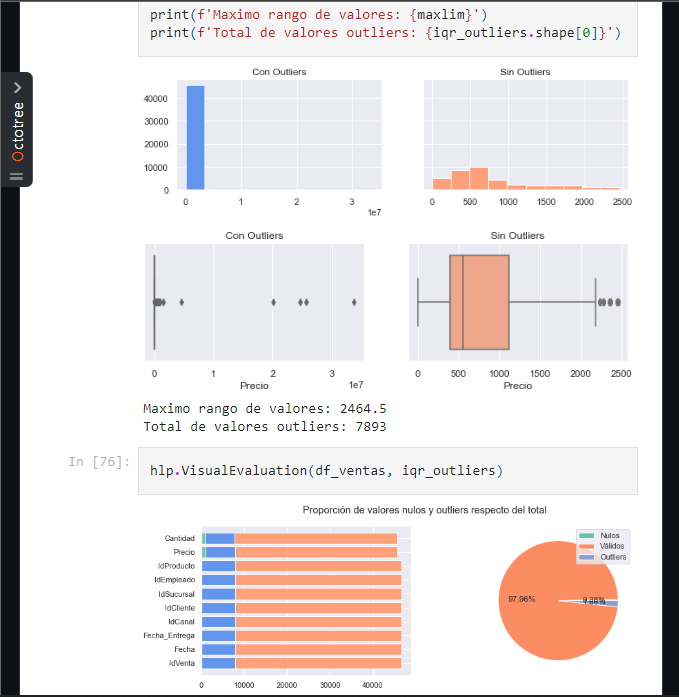 print(f'Maximo rango de valores: {maxlim}')
print(f'Total de valores outliers: {iqr_outliers.shape[0]}')
Octotree
Con Outliers
Sin Outliers
40000
30000
20000
10000
0
0 1 2 3
1e7
0 500 1000 1500 2000 2500
Con Outliers
Sin Outliers
0 1 2 3
Precio
1e7
0 500 1000 1500 2000 2500
Precio
Maximo rango de valores: 2464.5
Total de valores outliers: 7893
In [76]:
hlp.VisualEvaluation(df_ventas, iqr_outliers)
Proporción de valores nulos y outliers respecto del total
Cantidad
Precio
IdProducto
IdEmpleado
IdSucursal
IdCliente
IdCanal
Fecha_Entrega
Fecha
IdVenta
0 10000 20000 30000 40000
Nulos
Válidos
Outliers
97.96%